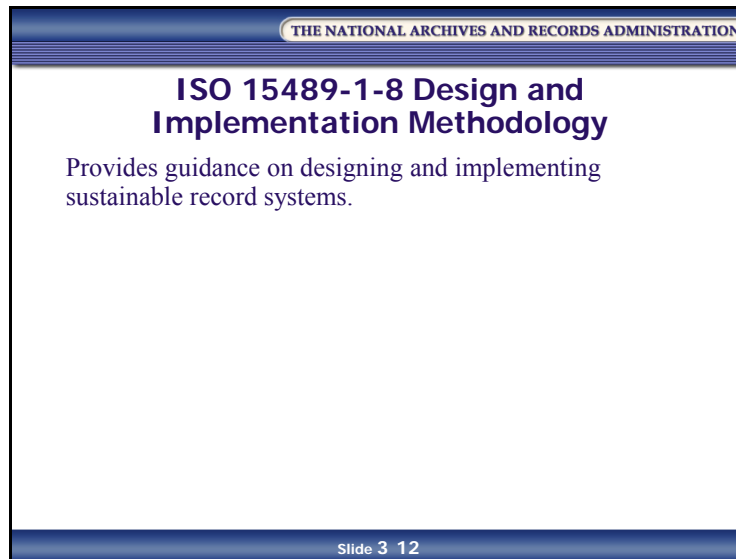 THE NATIONAL ARCHIVES AND RECORDS ADMINISTRATION
ISO 15489-1-8 Design and
Implementation Methodology
Provides guidance on designing and implementing
sustainable record systems.
Slide 3 12